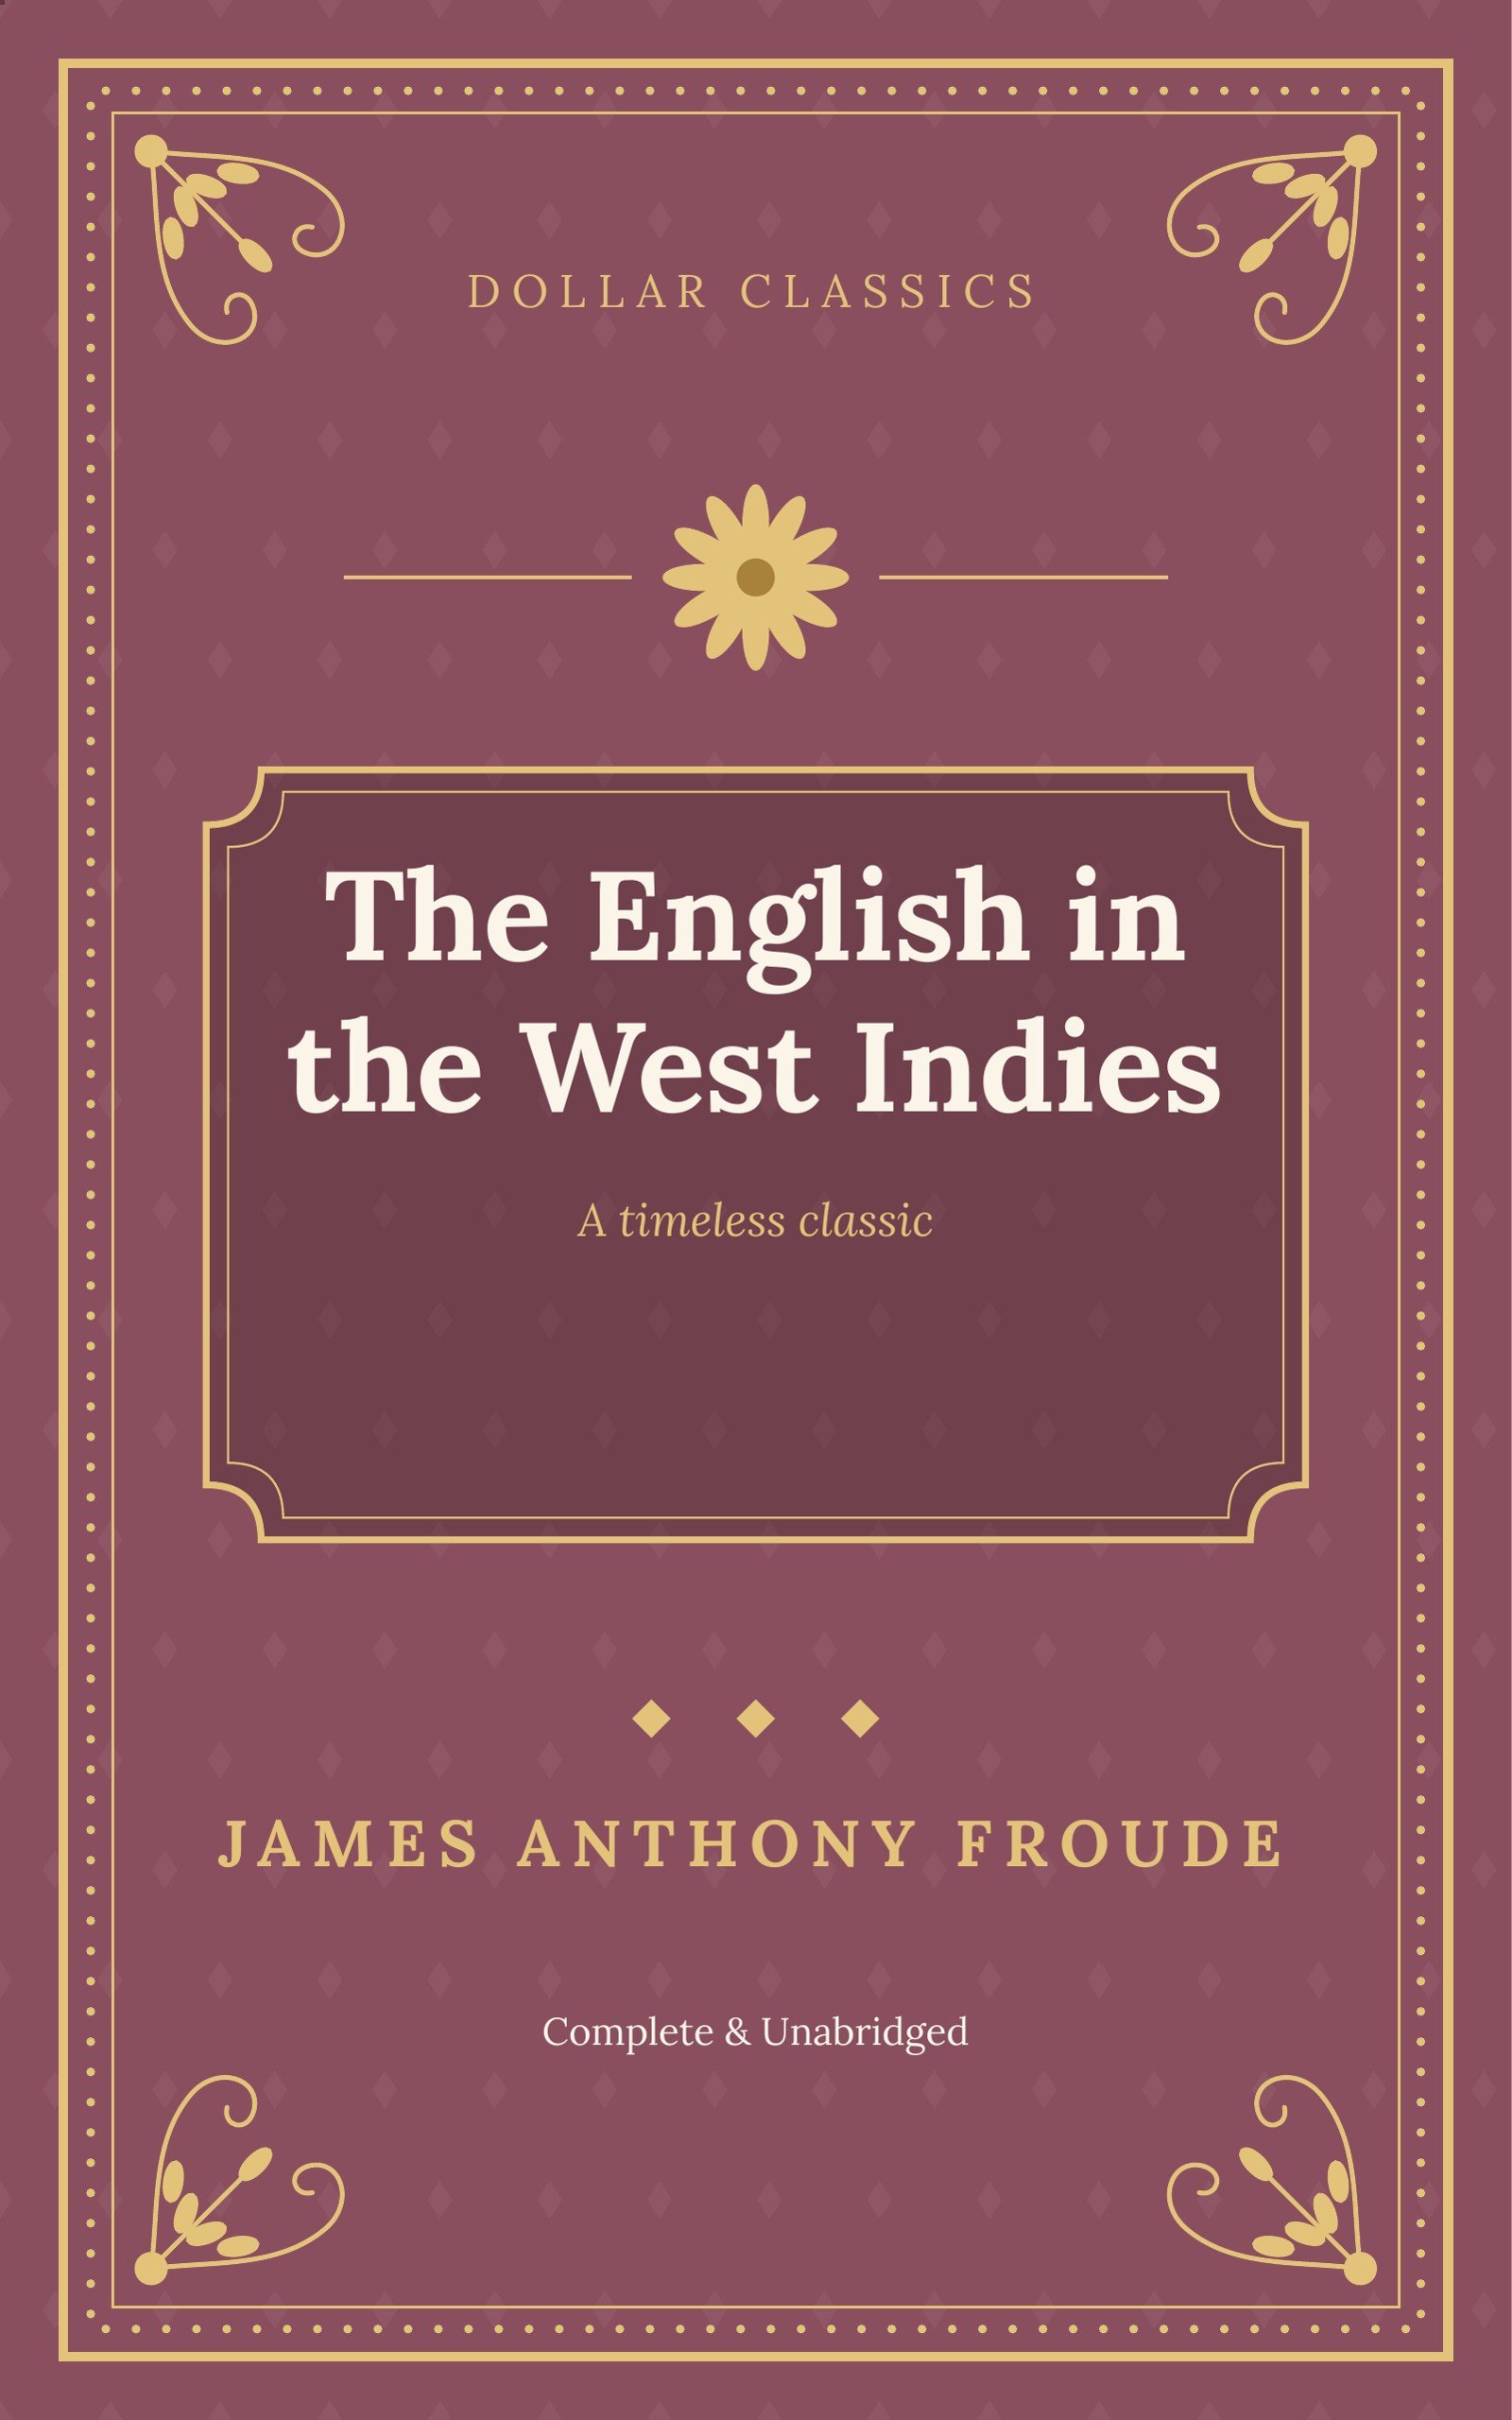 DOLLAR CLASSICS
The English in
the West Indies
A timeless classic
JAMES ANTHONY FROUDE
Complete & Unabridged